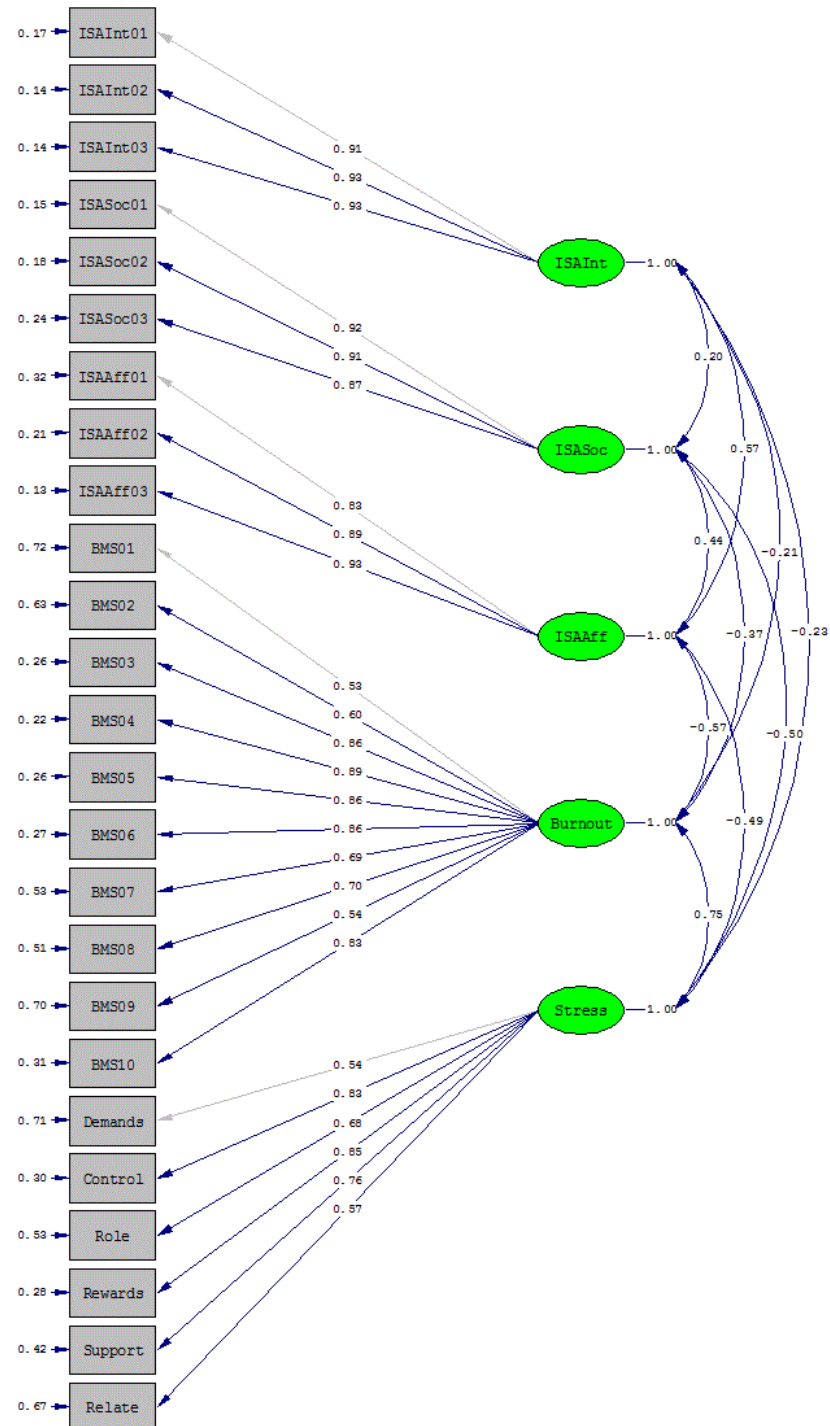 0.17 ISAInt01
0.14 ISAInt02
0.14 ISAInt03
0.91
0.15 ISASoc01
0.93
0.93
0.18 ISASoc02
ISAInt 1.00
0.24 ISASoc03
0.92
0.91
0.20
0.32 ISAAff01
0.87
0.21 ISAAff02
ISASoc 1.00
0.57
0.13 ISAAff03
0.83
0.89
0.44
-0.21
0.72 BMS01
0.93
0.63 BMS02
ISAAff 1.00
-0.37
-0.23
0.26 BMS03
0.53
0.60
0.22 BMS04
0.86
-0.57
-0.50
0.89
0.26 BMS05
0.86
0.27 BMS06
0.86
Burnout 1.00
-0.49
0.69
0.53 BMS07
0.70
0.54
0.75
0.51 BMS08
0.83
0.70 BMS09
Stress 1.00
0.31 BMS10
0.54
0.83
0.71 Demands
0.68
0.85
0.30 Control
0.76
0.57
0.53 Role
0.28 Rewards
0.42 Support
0.67 Relate